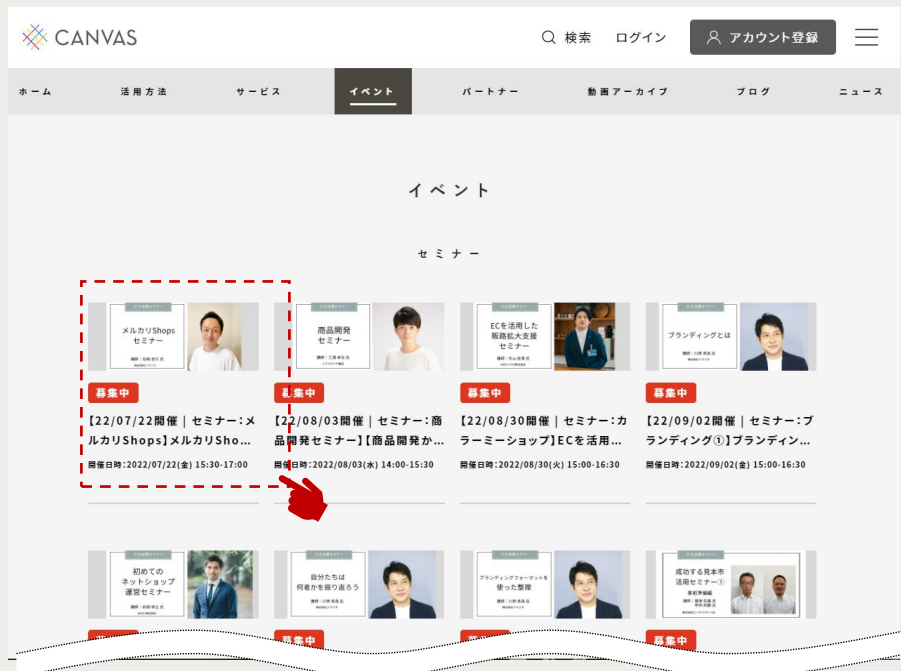 CANVAS
検索 ログイン アカウント登録
ホーム 活用方法 サービス イベント パートナー 動画アーカイブ ブログ ニュース
イベント
セミナー
メルカリShops
セミナー
商品開発
セミナー
ECを活用した
販路拡大支援
セミナー
ブランディングとは
募集中 募集中 募集中 募集中
【22/07/22開催 | セミナー:メ
ルカリShops】メルカリSho...
開催日時:2022/07/22(金) 15:30-17:00
【22/08/03開催 | セミナー:商
品開発セミナー】【商品開発か...
開催日時:2022/08/03(水) 14:00-15:30
【22/08/30開催 | セミナー:カ
ラーミーショップ】ECを活用...
開催日時:2022/08/30(火) 15:00-16:30
【22/09/02開催 | セミナー:ブ
ランディング①】ブランディン...
開催日時:2022/09/02(金) 15:00-16:30
初めての
ネットショップ
運営セミナー
自分たちは
何者かを振り返ろう
ブランディングフォーマットを
使った整理
成功する見本市
活用セミナー①
事前準備編
募集中 募集中